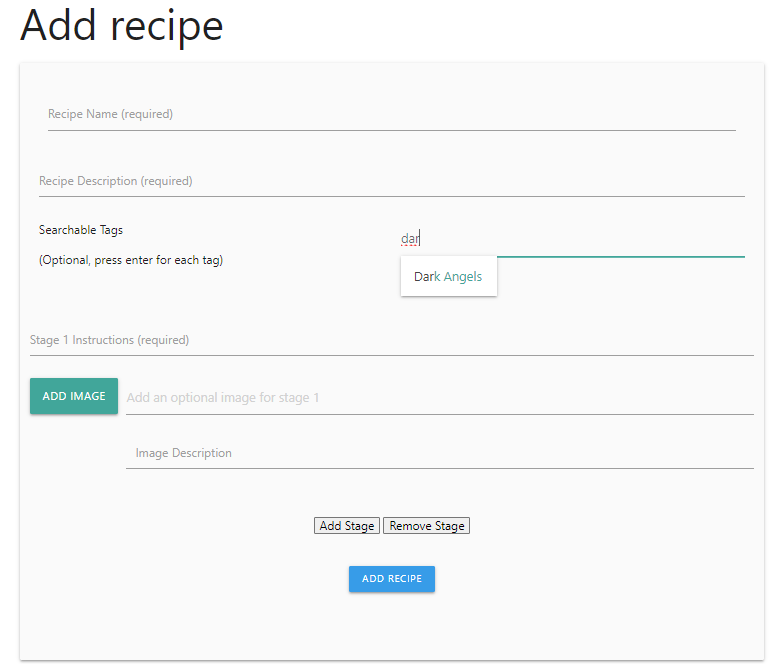 Add recipe
Recipe Name (required)
Recipe Description (required)
Searchable Tags
(Optional, press enter for each tag)
dar
Dark Angels
Stage 1 Instructions (required)
ADD IMAGE
Add an optional image for stage 1
Image Description
Add Stage Remove Stage
ADD RECIPE